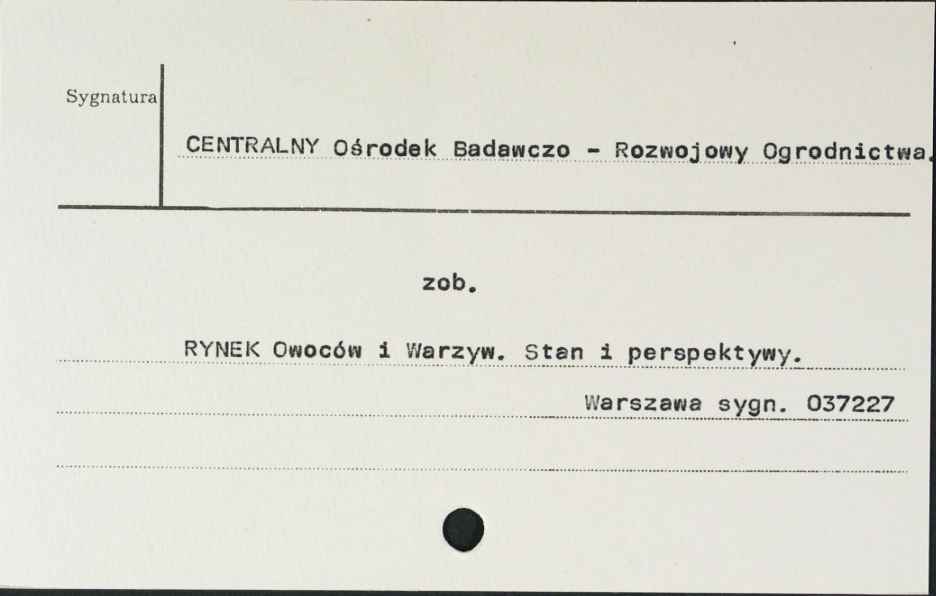 Sygnatura
CENTRALNY Ośrodek Badawczo - Rozwojowy Ogrodnictwa.
zob.
RYNEK Owoców i Warzyw. Stan i perspektywy.
Warszawa sygn. 037227